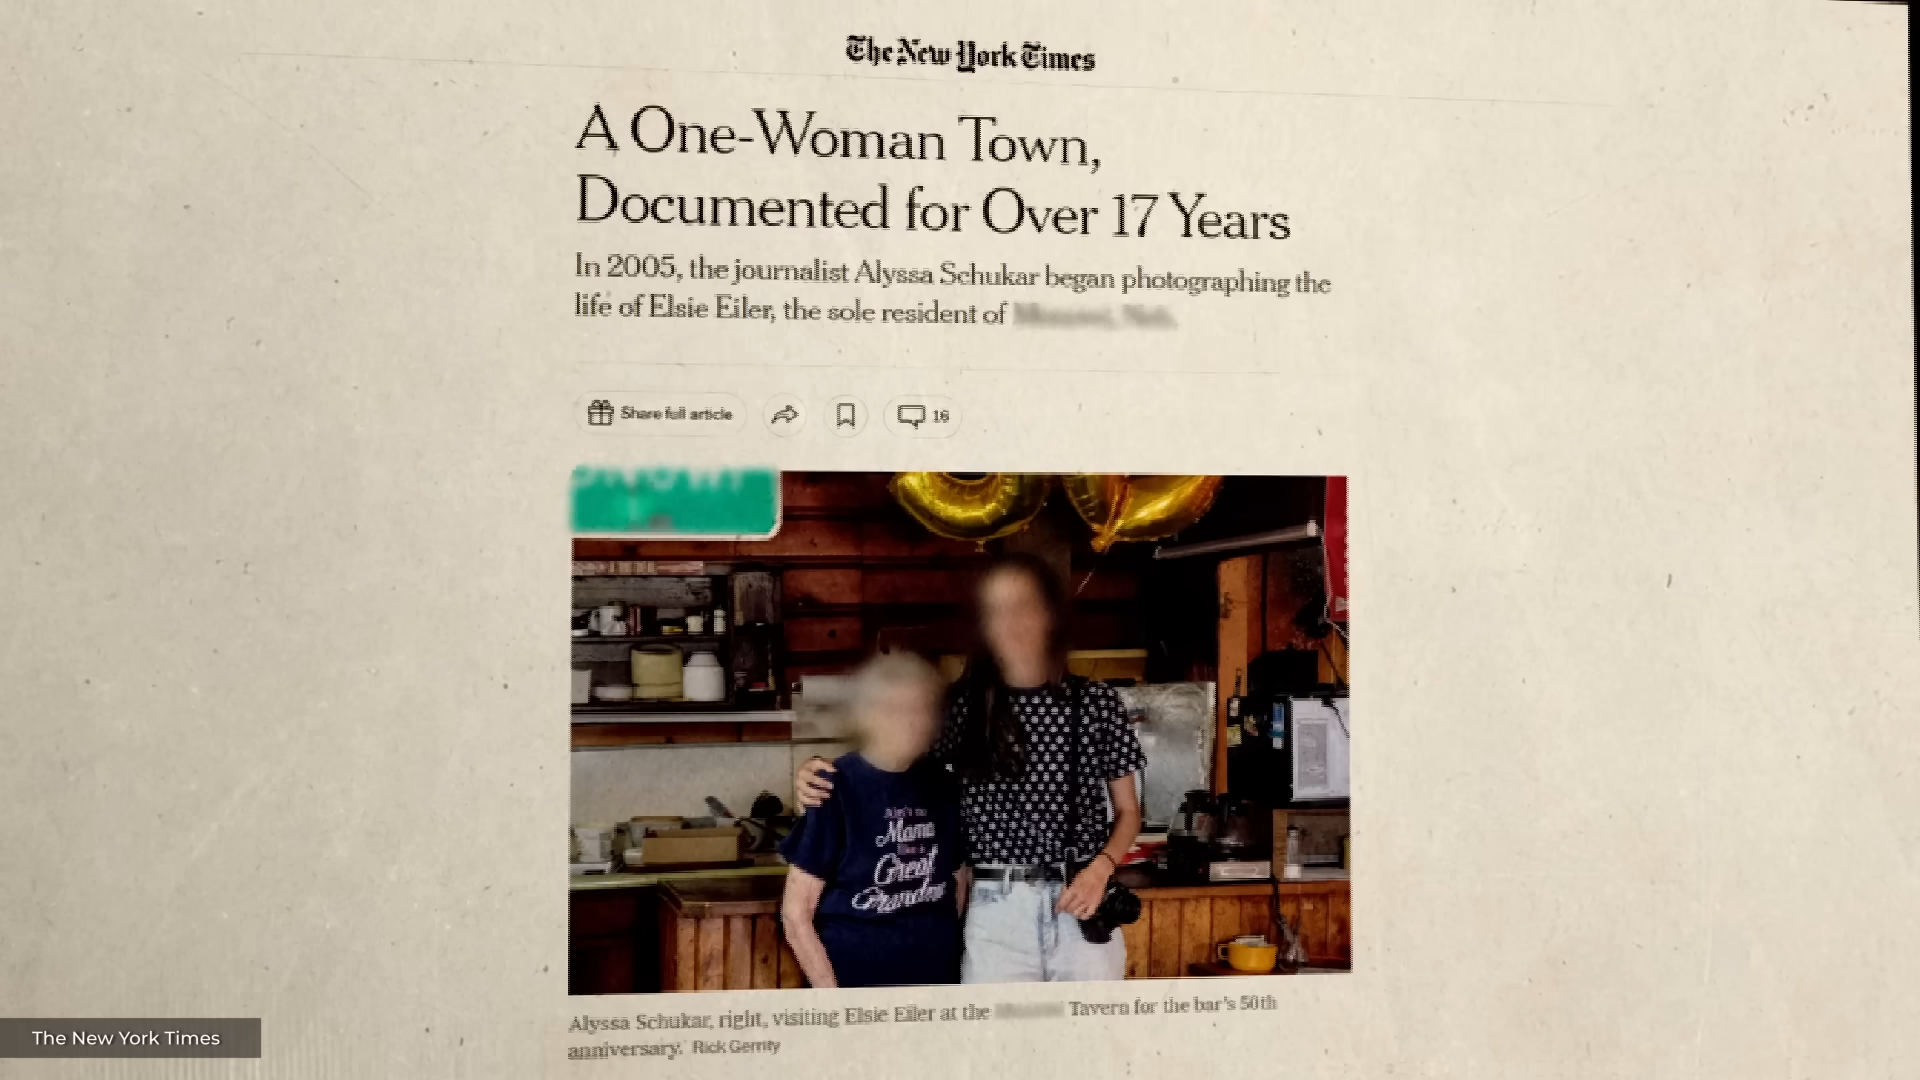 The New York Times
A One-Woman Town,
Documented for Over 17 Years
In 2005, the journalist Alyssa Schukar began photographing the
life of Elsie Eiler, the sole resident of
Share full article
16
Mama
Great
Alyssa Schukar, right, visiting Elsie Eiler at the Tavern for the bar's 50th
anniversary. Rick Gerrity
The New York Times